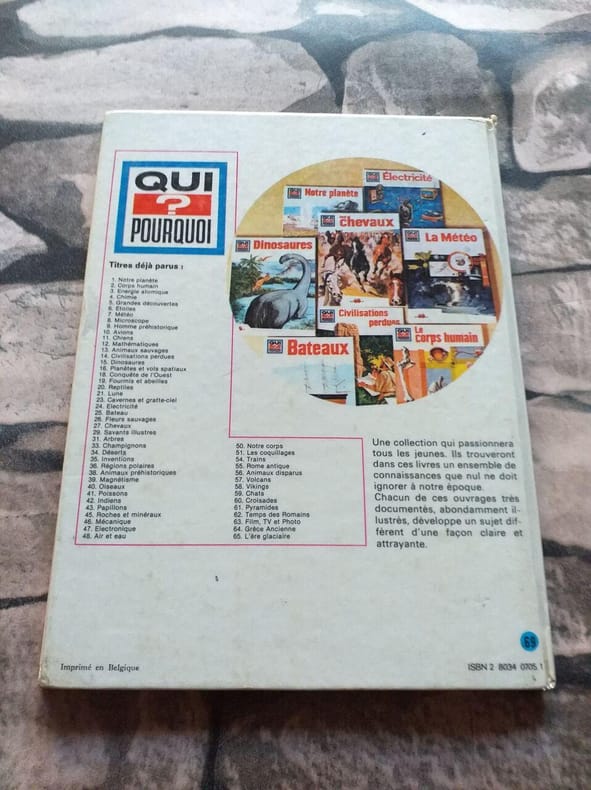 QUI
?
POURQUOI
Titres déjà parus :
1. Notre planète
2. Corps humain
3. Energie atomique
4. Chimie
5. Grandes découvertes
6. Etoiles
7. Météo
8. Microscope
9. Homme préhistorique
10. Avions
11. Chiens
12. Mathématiques
13. Animaux sauvages
14. Civilisations perdues
15. Dinosaures
16. Planètes et vols spatiaux
18. Conquête de l'Ouest
19. Fourmis et abeilles
20. Reptiles
21. Lune
23. Cavernes et gratte-ciel
24. Electricité
25. Bateau
26. Fleurs sauvages
27. Chevaux
29. Savants illustres
31. Arbres
33. Champignons
34. Déserts
35. Inventions
36. Régions polaires
38. Animaux préhistoriques
39. Magnétisme
40. Oiseaux
41. Poissons
42. Indiens
43. Papillons
45. Roches et minéraux
46. Mécanique
47. Electronique
48. Air et eau
50. Notre corps
51. Les coquillages
54. Trains
55. Rome antique
56. Animaux disparus
57. Volcans
58. Vikings
59. Chats
60. Croisades
61. Pyramides
62. Temps des Romains
63. Film, TV et Photo
64. Grèce Ancienne
65. L'ère glaciaire
Électricité
Notre planète
chevaux
Dinosaures
La Météo
Civilisations
perdues
Le
corps humain
Bateaux
Une collection qui passionnera
tous les jeunes. Ils trouveront
dans ces livres un ensemble de
connaissances que nul ne doit
ignorer à notre époque.
Chacun de ces ouvrages très
documentés, abondamment il-
lustrés, développe un sujet dif-
férent d'une façon claire et
attrayante.
69
Imprimé en Belgique
ISBN 2 8034 0705 1